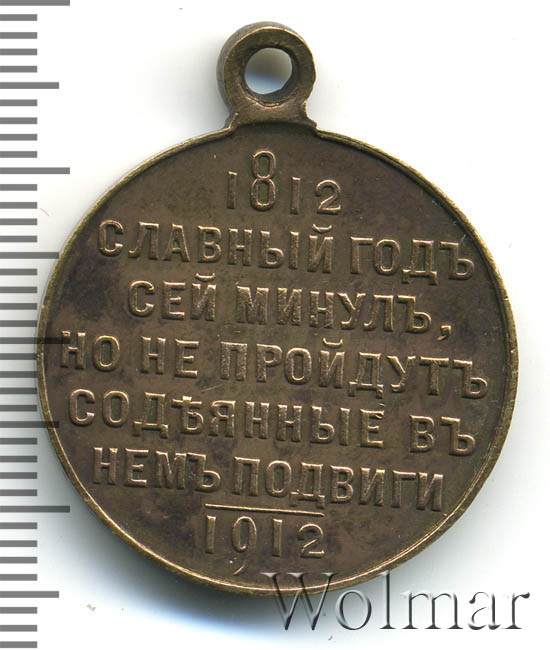 1812
СЛАВНЫЙ ГОДЪ
СЕЙ МИНУЛЪ,
НО НЕ ПРОЙДУТЪ
СОДѢЯННЫЕ ВЪ
НЕМЪ ПОДВИГИ
1912
Wolmar